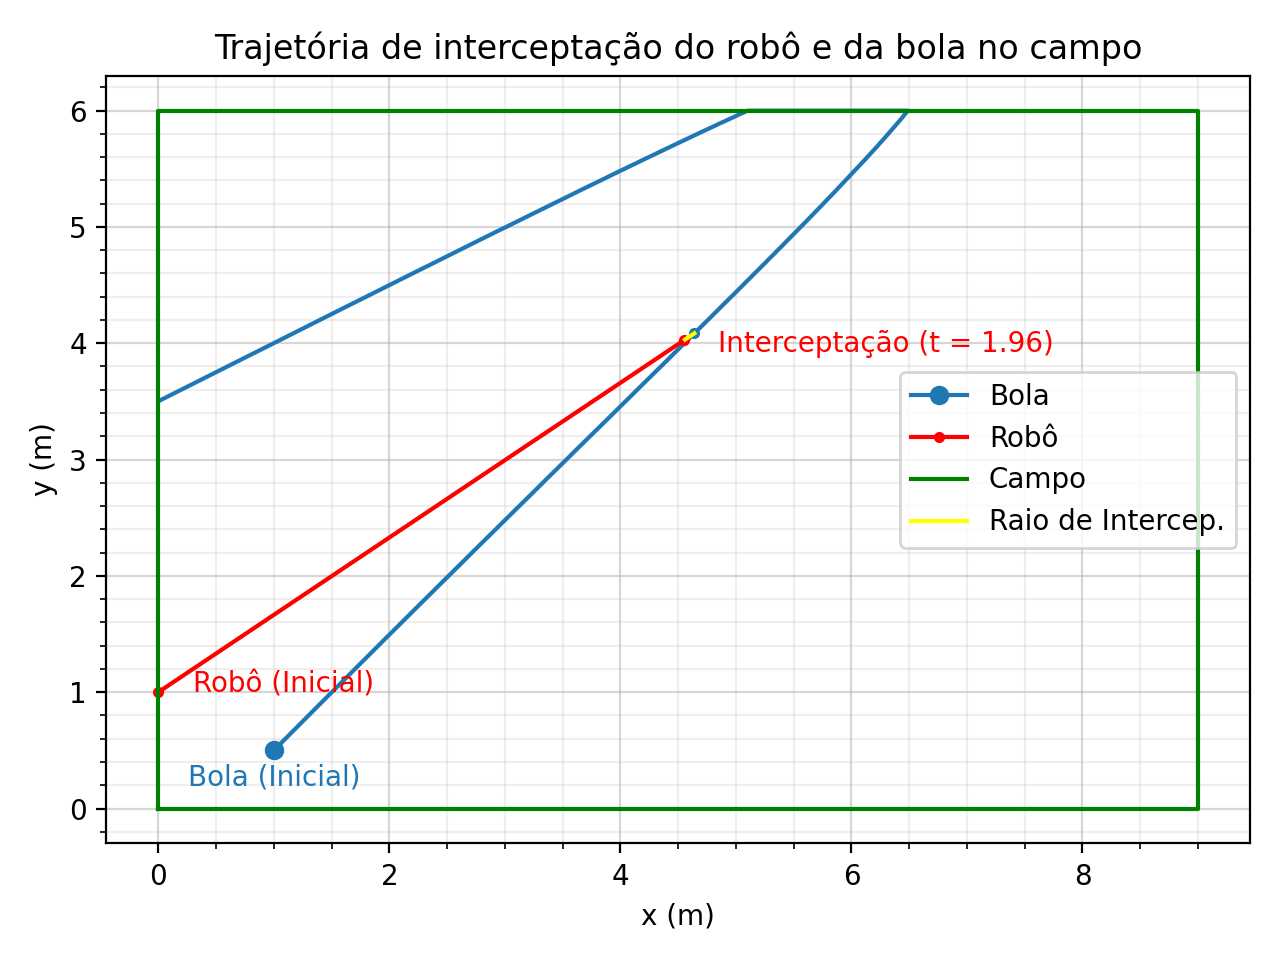 Trajetória de interceptação do robô e da bola no campo
6
5
4
3
2
1
0
y (m)
Interceptação (t = 1.96)
Bola
Robô
Campo
Raio de Intercep.
Robô (Inicial)
Bola (Inicial)
0 2 4 6 8
x (m)